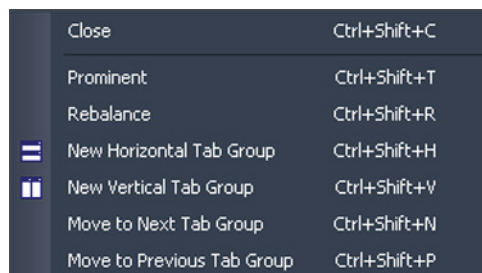 Close Ctrl+Shift+C
Prominent Ctrl+Shift+T
Rebalance Ctrl+Shift+R
New Horizontal Tab Group Ctrl+Shift+H
New Vertical Tab Group Ctrl+Shift+V
Move to Next Tab Group Ctrl+Shift+N
Move to Previous Tab Group Ctrl+Shift+P